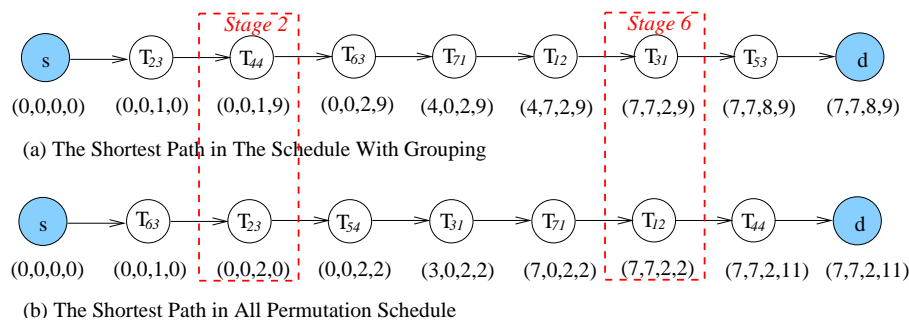 Stage 2 Stage 6
s T23 T44 T63 T71 T12 T31 T53 d
(0,0,0,0) (0,0,1,0) (0,0,1,9) (0,0,2,9) (4,0,2,9) (4,7,2,9) (7,7,2,9) (7,7,8,9) (7,7,8,9)
(a) The Shortest Path in The Schedule With Grouping
s T63 T23 T54 T31 T71 T12 T44 d
(0,0,0,0) (0,0,1,0) (0,0,2,0) (0,0,2,2) (3,0,2,2) (7,0,2,2) (7,7,2,2) (7,7,2,11) (7,7,2,11)
(b) The Shortest Path in All Permutation Schedule